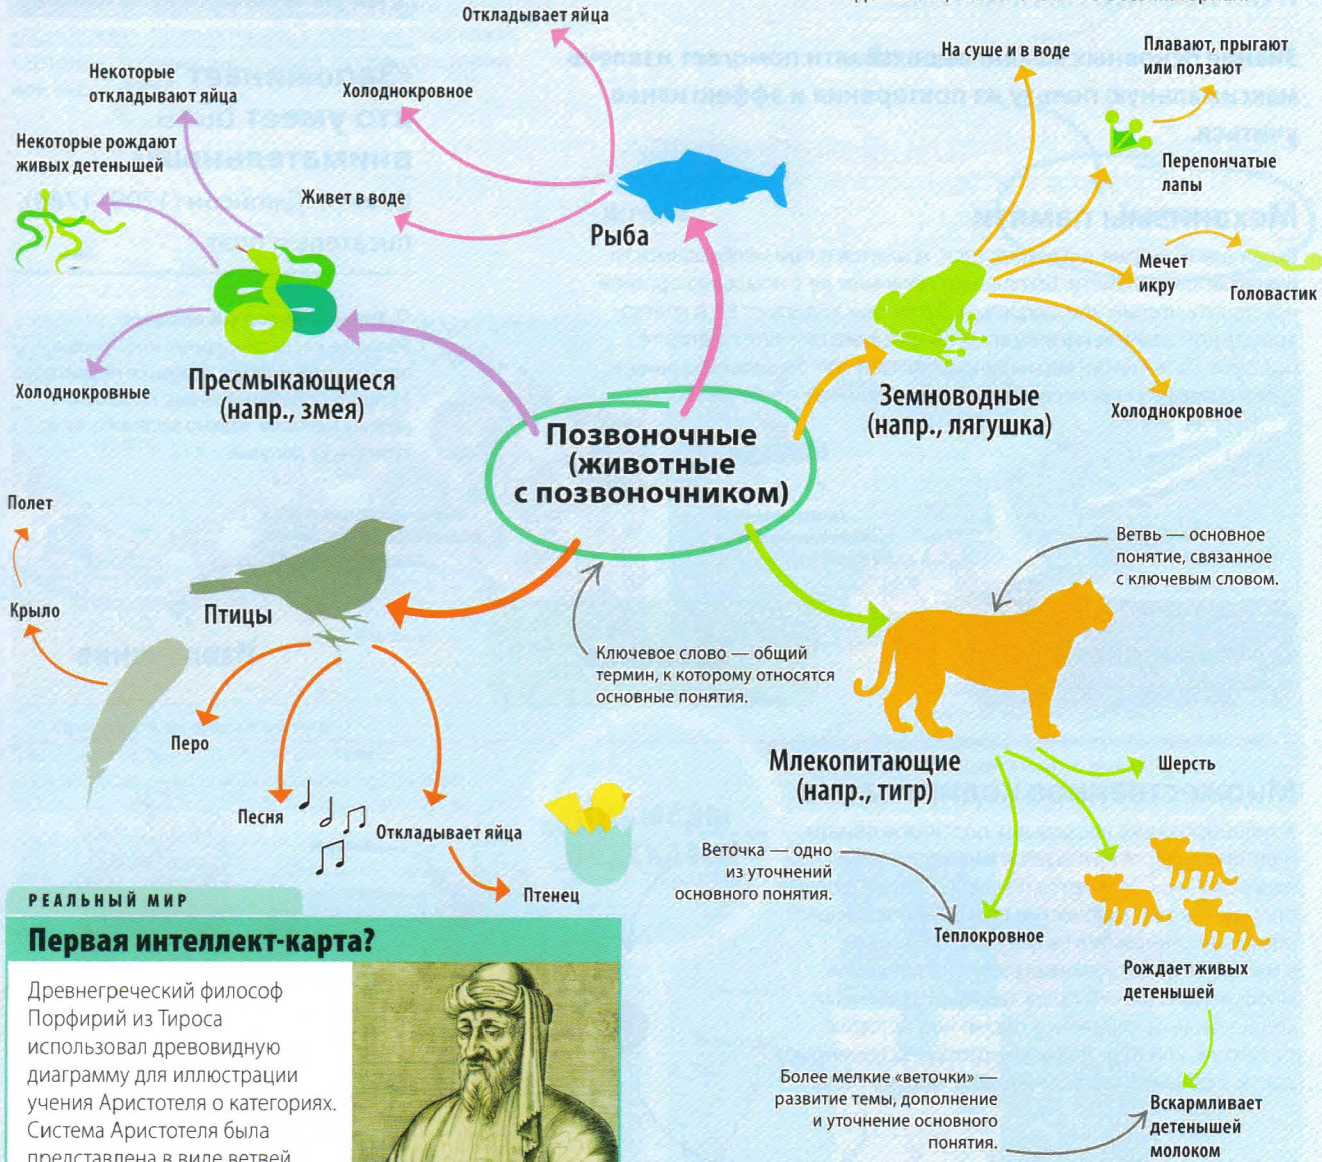 Откладывает яйца
На суше и в воде
Плавают, прыгают
или ползают
Некоторые
откладывают яйца
Холоднокровное
Некоторые рождают
живых детенышей
Перепончатые
лапы
Живет в воде
Рыба
Мечет
икру
Головастик
Пресмыкающиеся
(напр., змея)
Холоднокровные
Земноводные
(напр., лягушка)
Холоднокровное
Позвоночные
(животные
с позвоночником)
Полет
Ветвь — основное
понятие, связанное
с ключевым словом.
Крыло
Птицы
Ключевое слово — общий
термин, к которому относятся
основные понятия.
Перо
Млекопитающие
(напр., тигр)
Шерсть
Песня
Откладывает яйца
Птенец
Веточка — одно
из уточнений
основного понятия.
Теплокровное
Рождает живых
детенышей
Более мелкие «веточки» —
развитие темы, дополнение
и уточнение основного
понятия.
Вскармливает
детенышей
молоком
РЕАЛЬНЫЙ МИР
Первая интеллект-карта?
Древнегреческий философ
Порфирий из Тироса
использовал древовидную
диаграмму для иллюстрации
учения Аристотеля о категориях.
Система Аристотеля была
представлена в виде ветвей